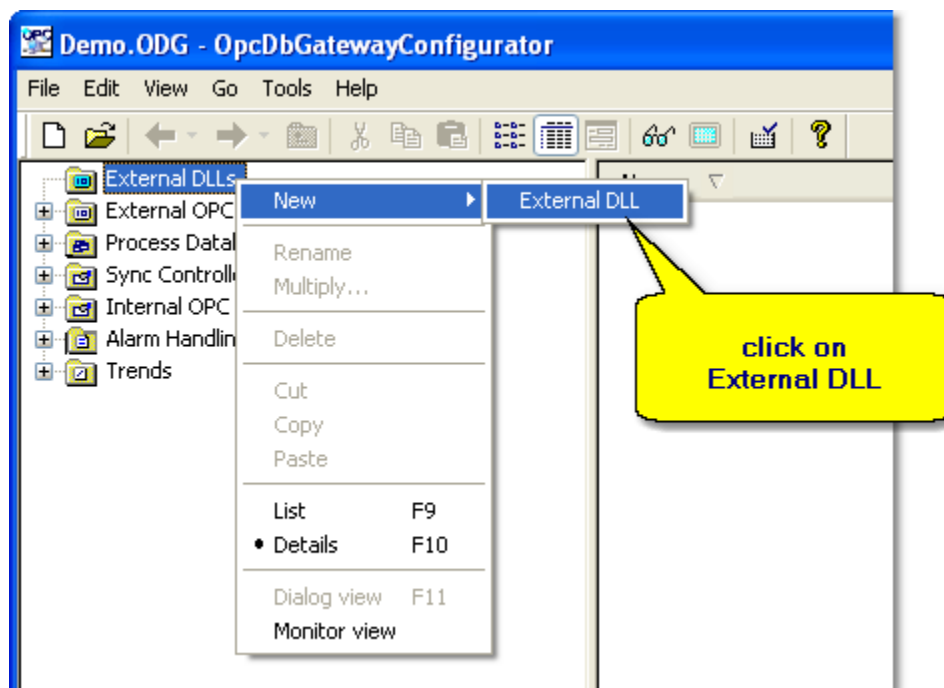 Demo.ODG - OpcDbGatewayConfigurator
File Edit View Go Tools Help
External DLLs
External OPC
Process Datal
Sync Controll
Internal OPC
Alarm Handlin
Trends
New
External DLL
Rename
Multiply...
Delete
Cut
Copy
Paste
List F9
Details F10
Dialog view F11
Monitor view
click on
External DLL